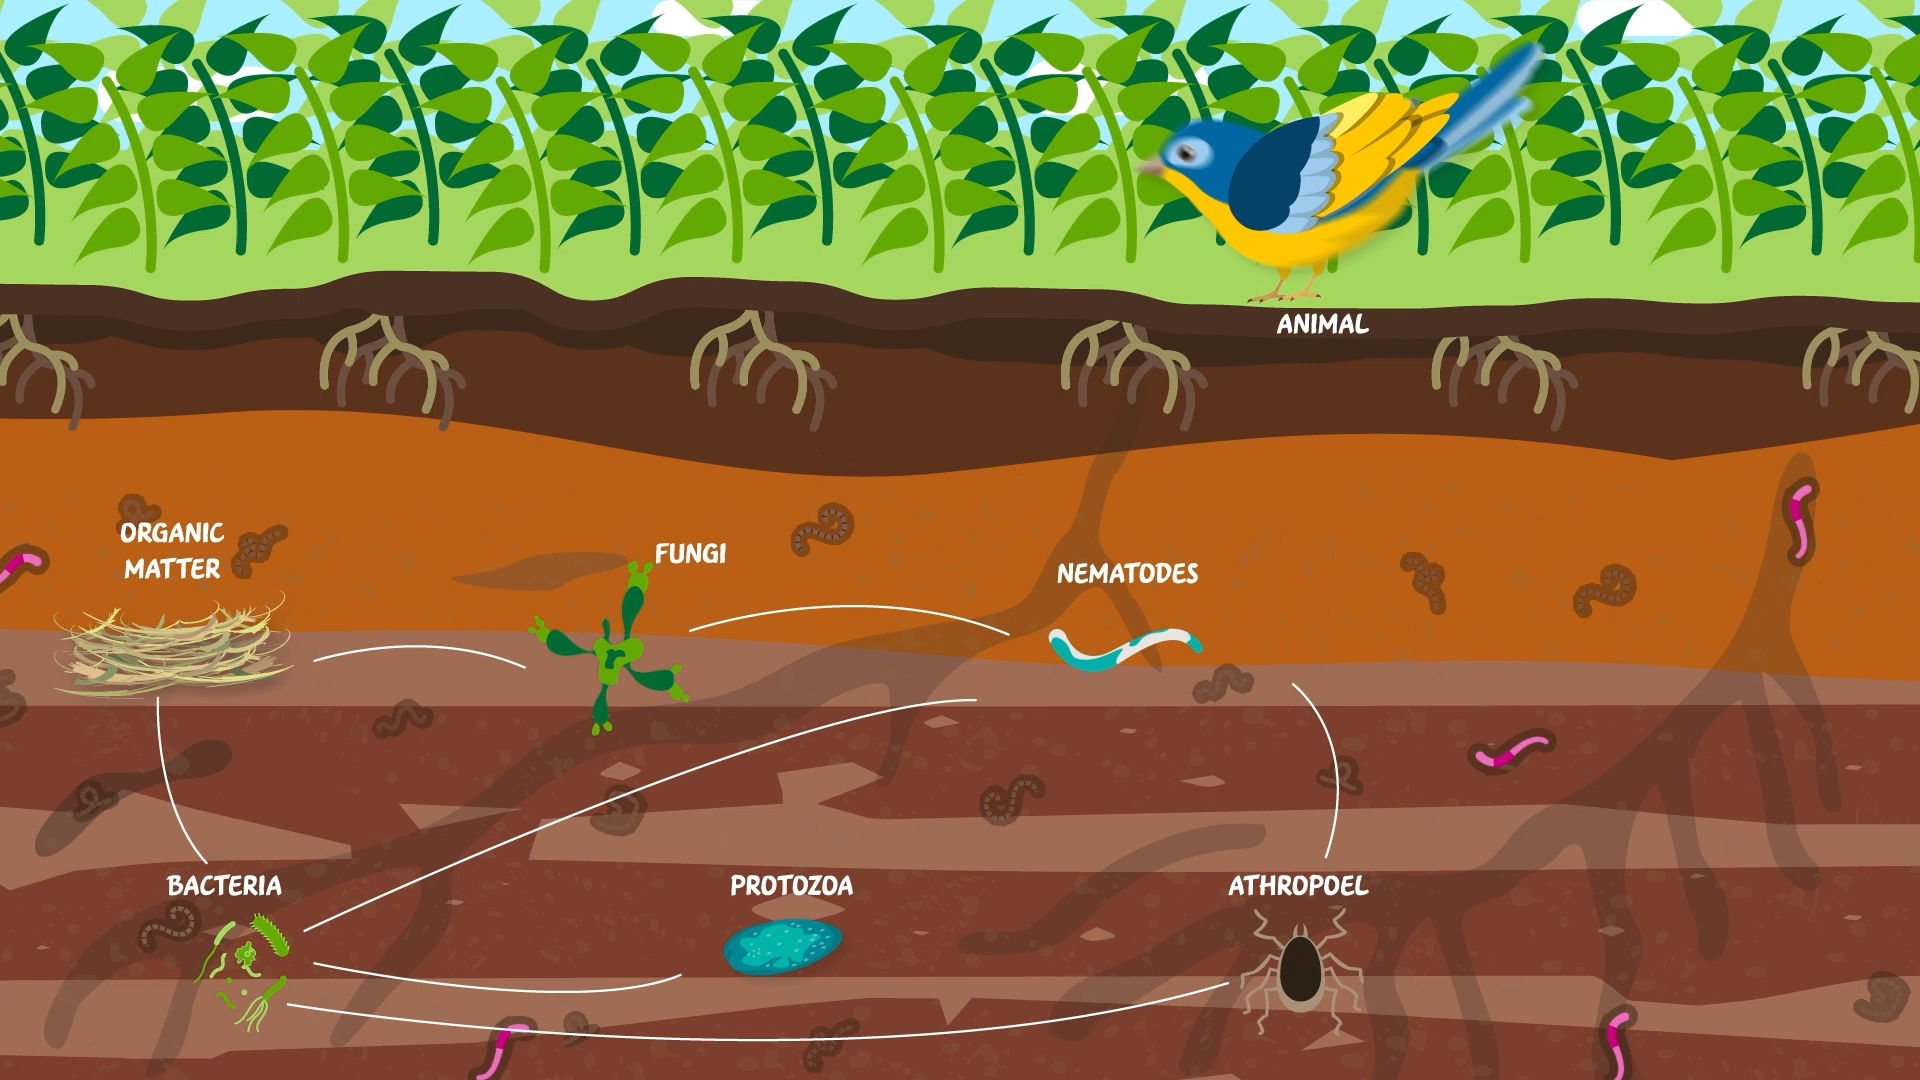 ANIMAL
ORGANIC
MATTER
FUNGI
NEMATODES
BACTERIA
PROTOZOA
ATHROPOEL